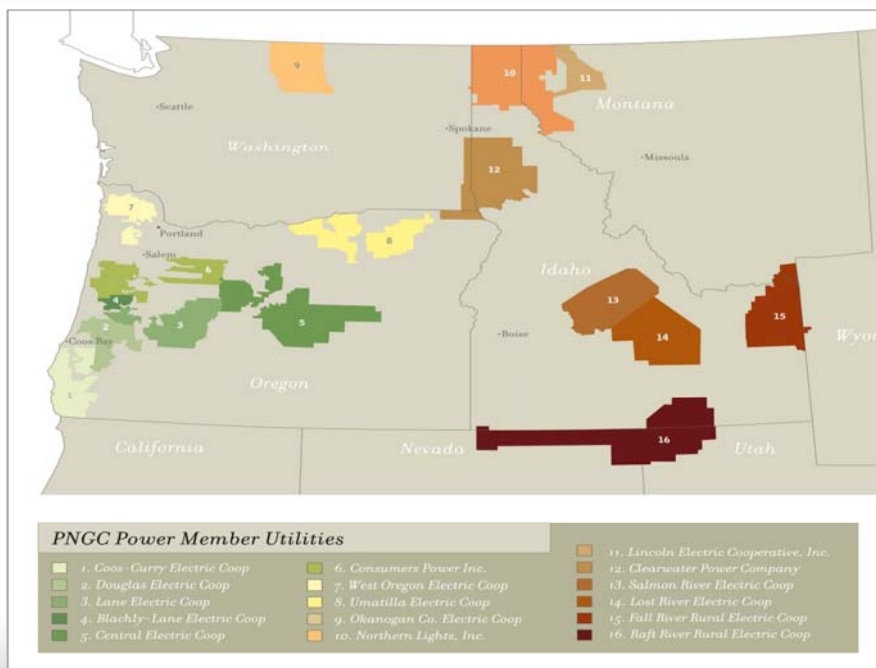 9
10
11
Seattle
Montana
Spokane
Washington
Missoula
12
7
Portland
8
Salem
6
Idaho
4
13
15
2
3
5
Coos Bay
Boise
14
Wyou
Oregon
1
California
Nevada
16
Utah
PNGC Power Member Utilities
1. Coos-Curry Electric Coop
2. Douglas Electric Coop
3. Lane Electric Coop
4. Blachly-Lane Electric Coop
5. Central Electric Coop
6. Consumers Power Inc.
7. West Oregon Electric Coop
8. Umatilla Electric Coop
9. Okanogan Co. Electric Coop
10. Northern Lights, Inc.
11. Lincoln Electric Cooperative, Inc.
12. Clearwater Power Company
13. Salmon River Electric Coop
14. Lost River Electric Coop
15. Fall River Rural Electric Coop
16. Raft River Rural Electric Coop